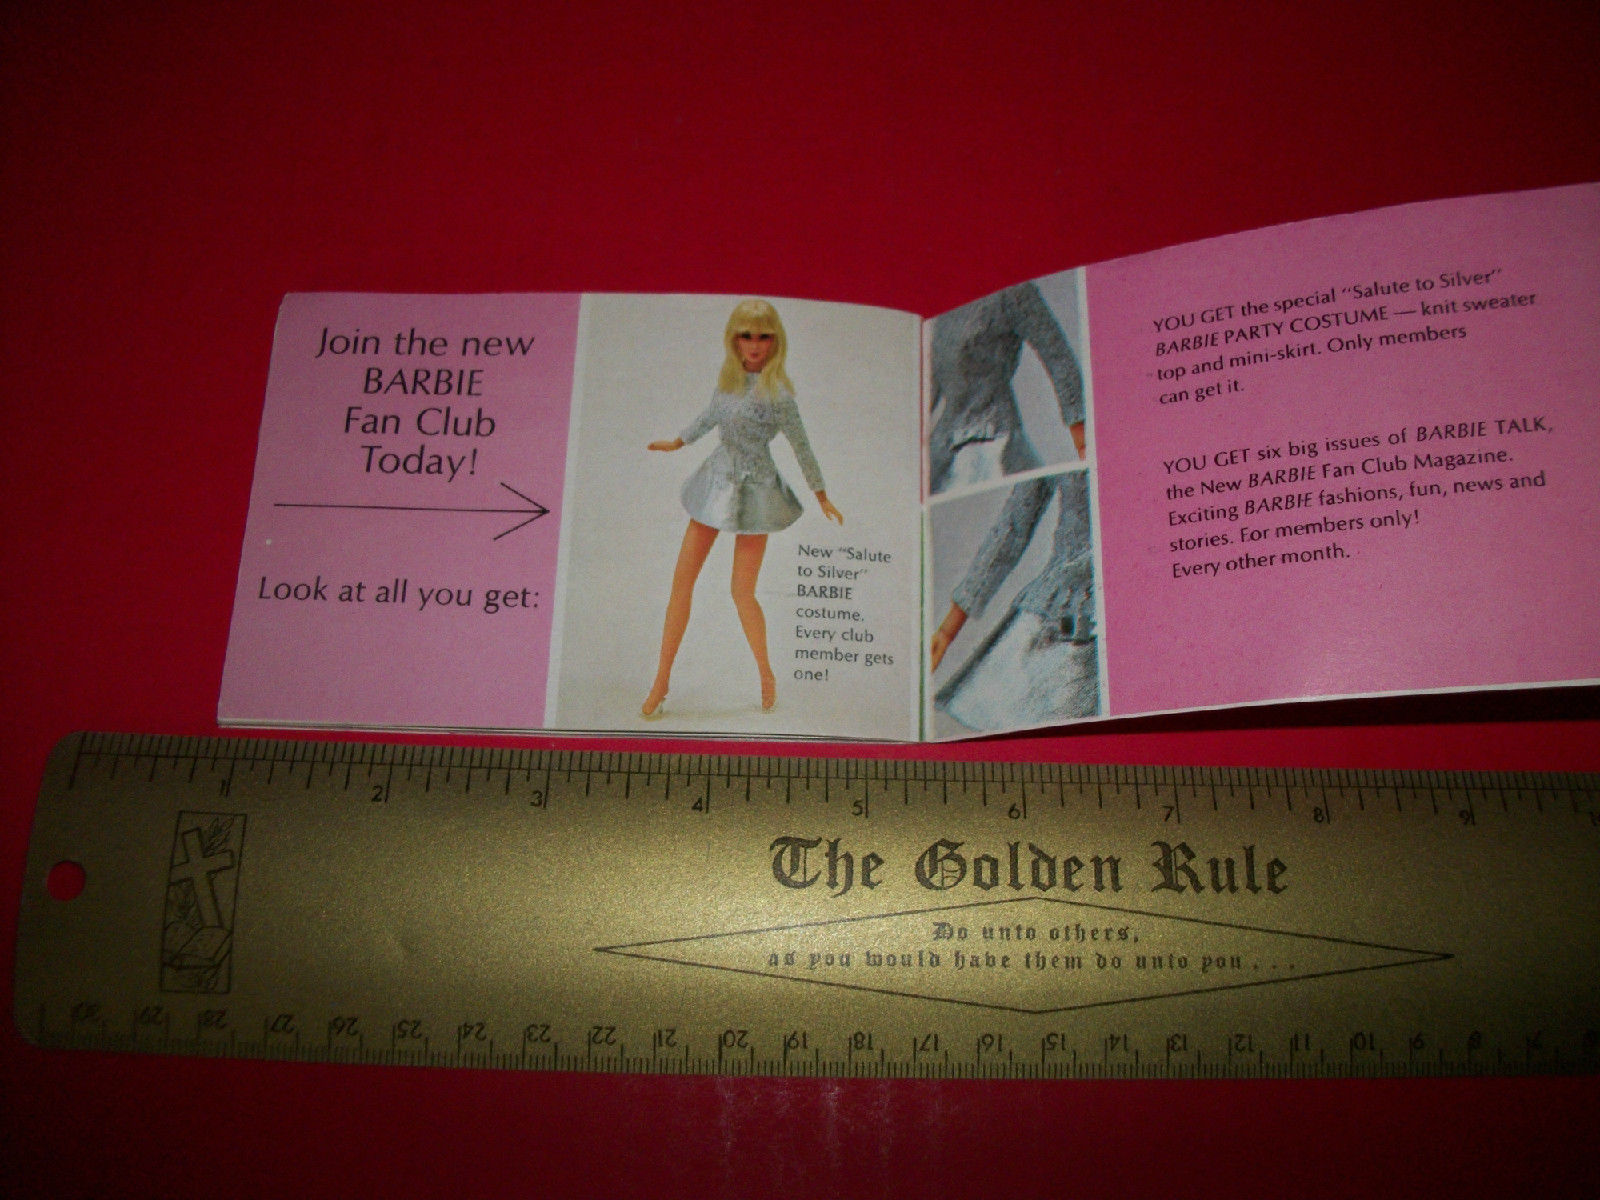 Join the new
BARBIE
Fan Club
Today!
Look at all you get:
New "Salute
to Silver"
BARBIE
costume.
Every club
member gets
one!
YOU GET the special "Salute to Silver"
BARBIE PARTY COSTUME — knit sweater
top and mini-skirt. Only members
can get it.
YOU GET six big issues of BARBIE TALK,
the New BARBIE Fan Club Magazine.
Exciting BARBIE fashions, fun, news and
stories. For members only!
Every other month.
1 2 3 4 5 6 7 8 9
The Golden Rule
Do unto others,
as you would have them do unto you . . .
30 29 28 27 26 25 24 23 22 21 20 19 18 17 16 15 14 13 12 11 10 9 8 7